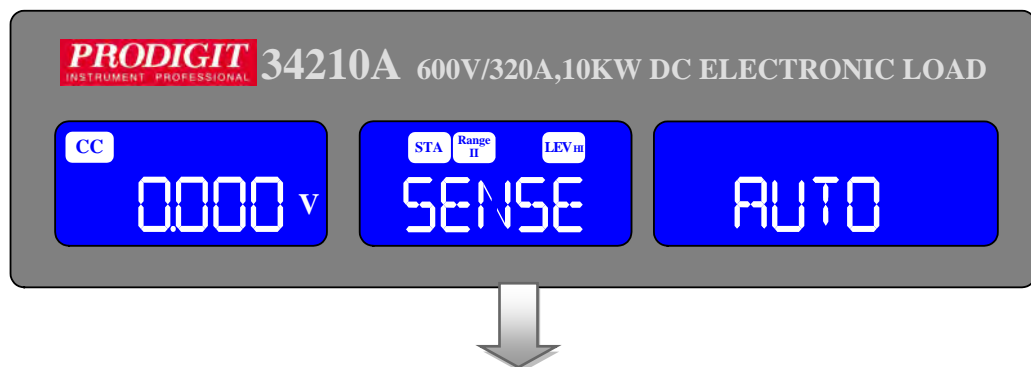 PRODIGIT
INSTRUMENT PROFESSIONAL
34210A 600V/320A,10KW DC ELECTRONIC LOAD
CC
0.000 V
STA Range II LEV HI
SENSE
AUTO